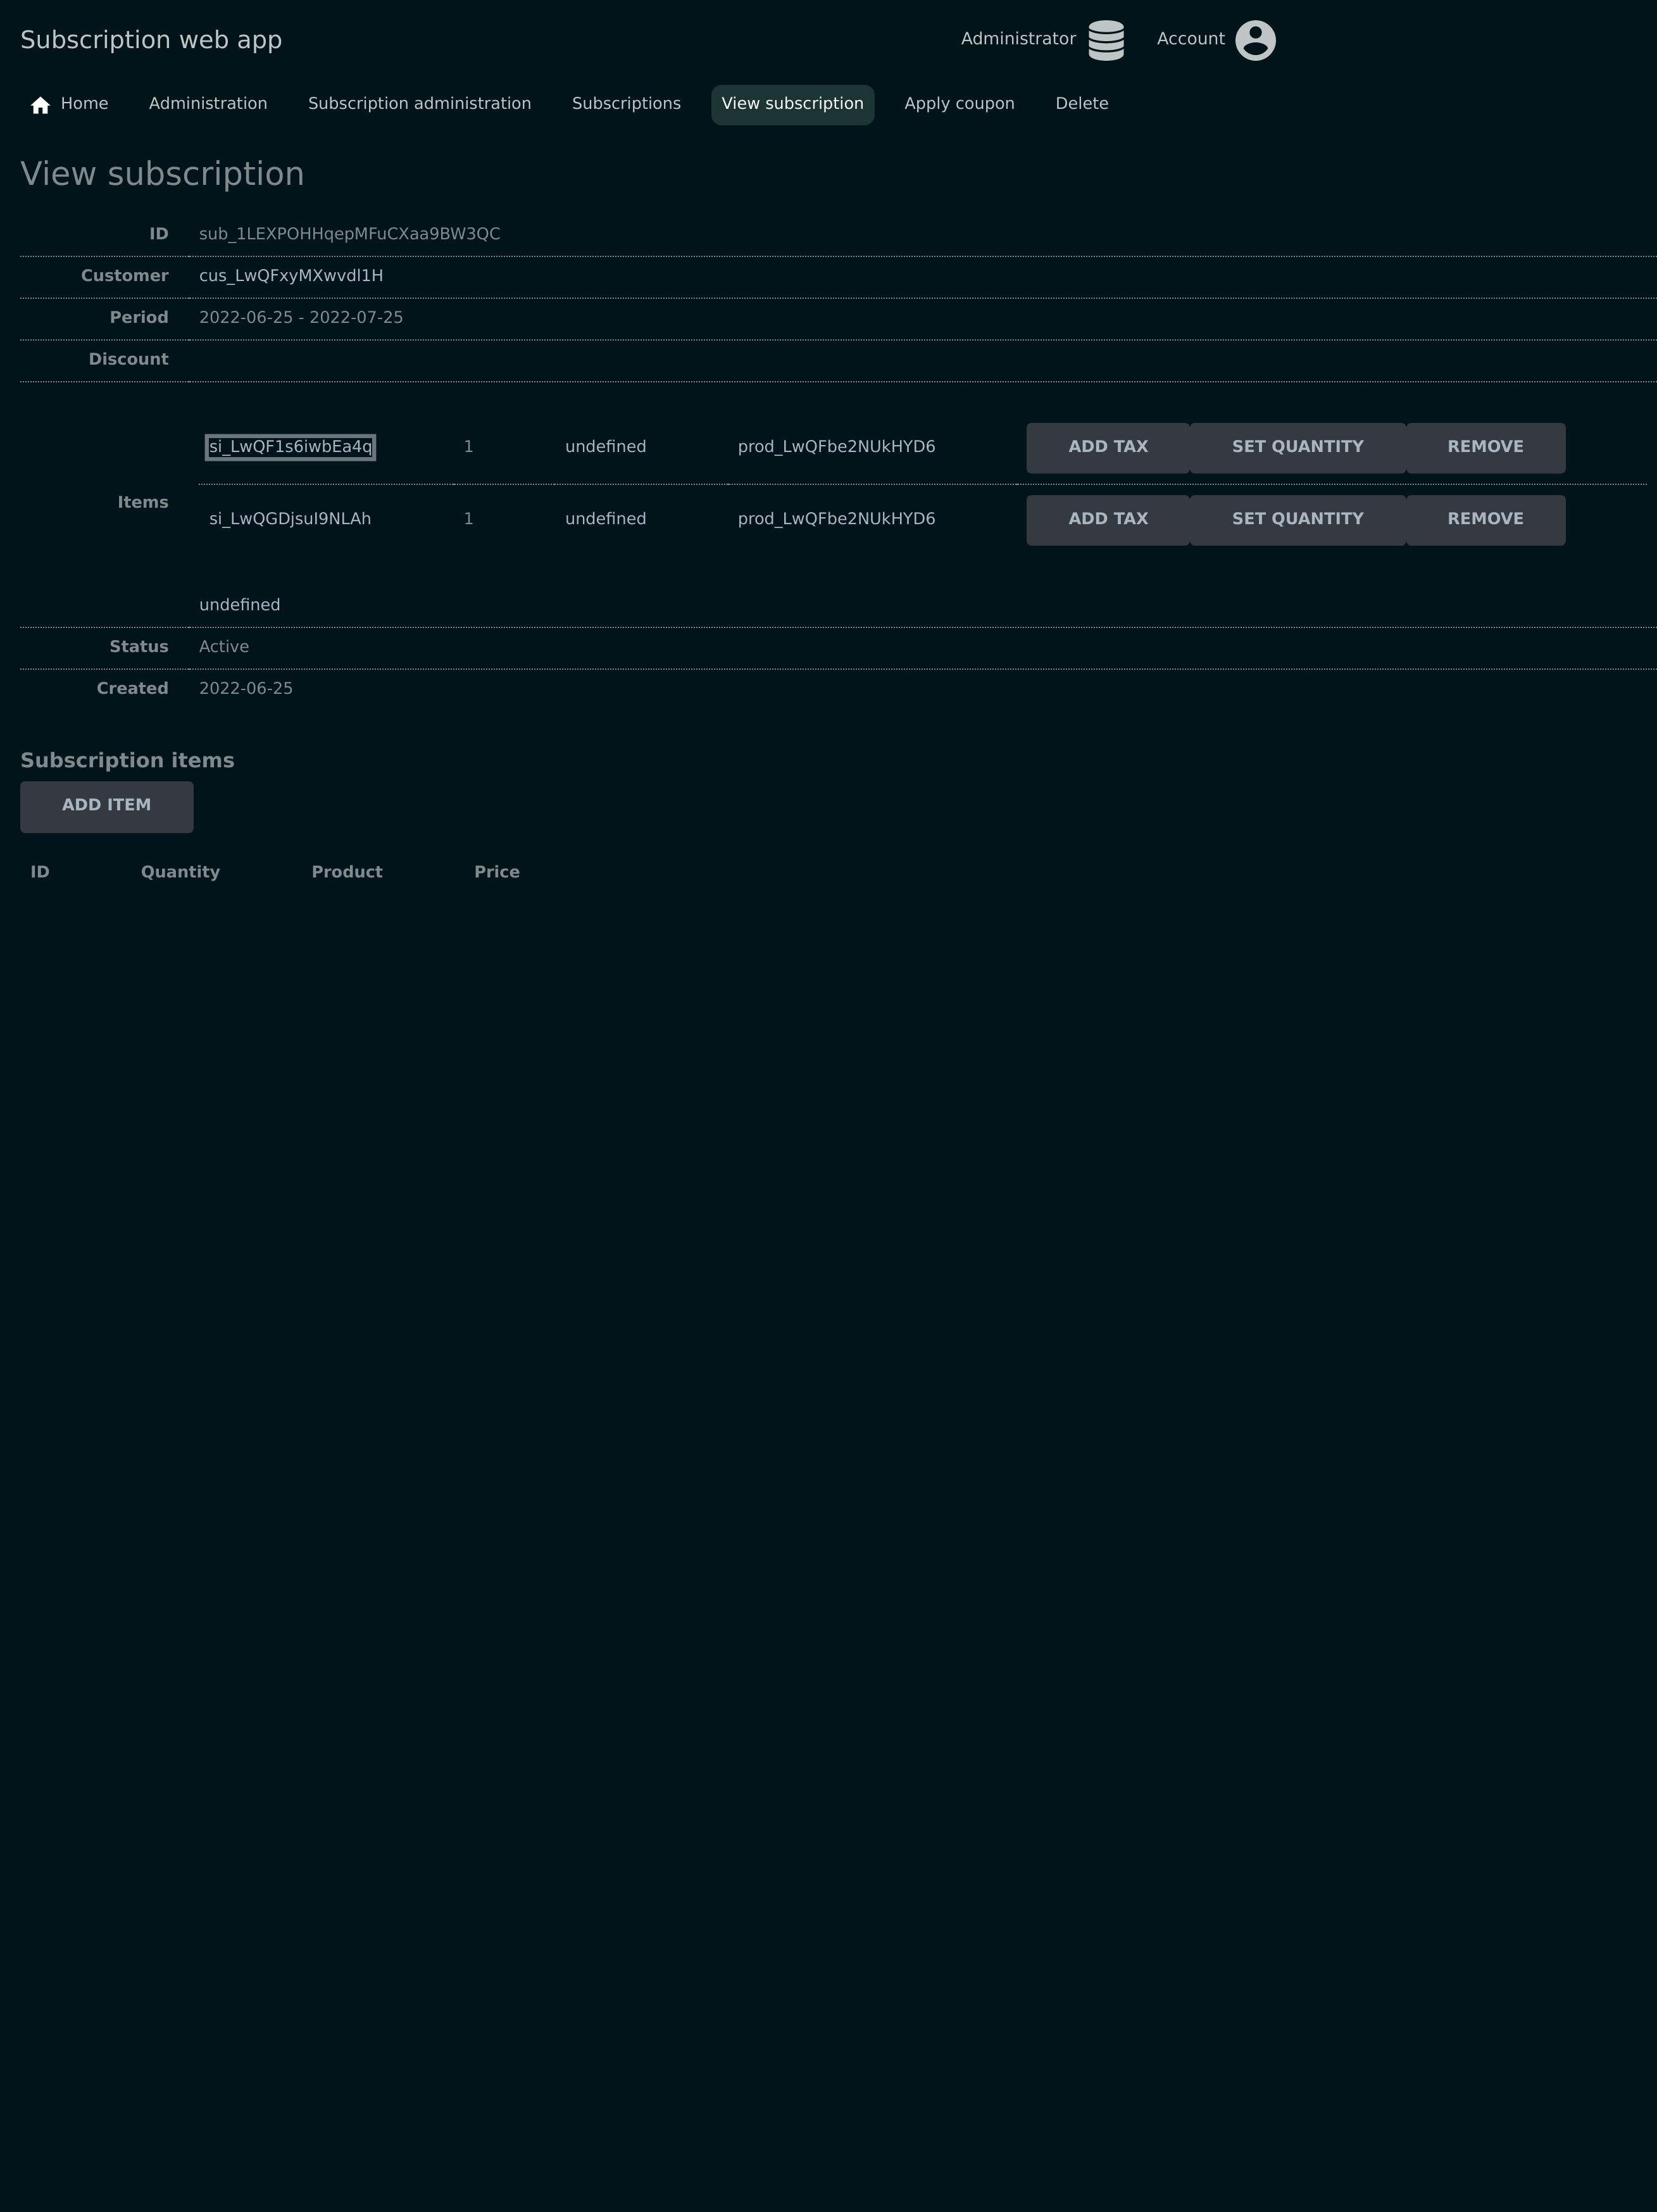 Subscription web app
Administrator
Account
Home
Administration
Subscription administration
Subscriptions
View subscription
Apply coupon
Delete
View subscription
ID sub_1LEXPOHHqepMFuCXaa9BW3QC
Customer cus_LwQFxyMXwvdl1H
Period 2022-06-25 - 2022-07-25
Discount
Items
si_LwQF1s6iwbEa4q 1 undefined prod_LwQFbe2NUkHYD6 ADD TAX SET QUANTITY REMOVE
si_LwQGDjsuI9NLAh 1 undefined prod_LwQFbe2NUkHYD6 ADD TAX SET QUANTITY REMOVE
undefined
Status Active
Created 2022-06-25
Subscription items
ADD ITEM
ID Quantity Product Price